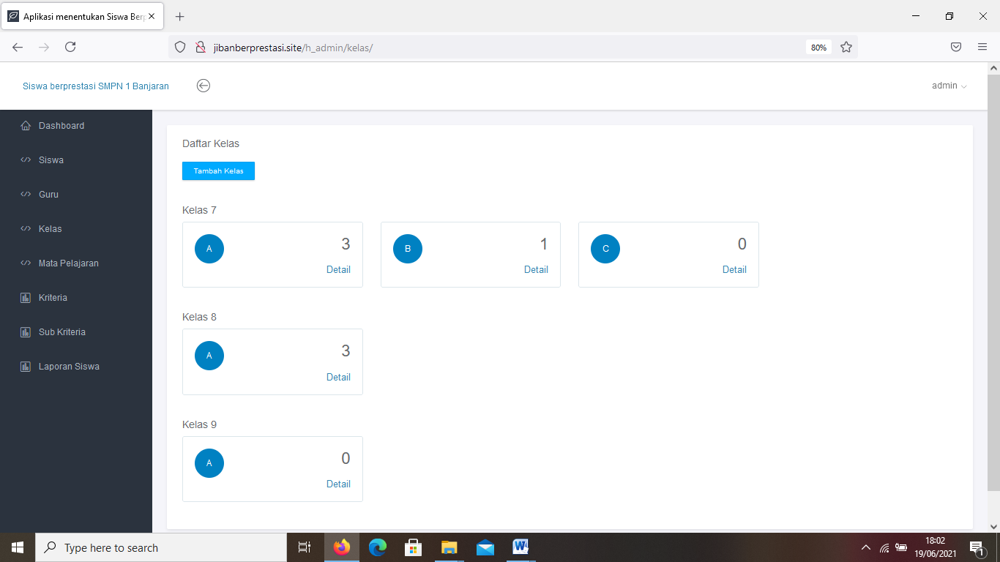 Aplikasi menentukan Siswa Berp
jibanberprestasi.site/h_admin/kelas/
80%
Siswa berprestasi SMPN 1 Banjaran
admin
Dashboard
Siswa
Guru
Kelas
Mata Pelajaran
Kriteria
Sub Kriteria
Laporan Siswa
Daftar Kelas
Tambah Kelas
Kelas 7
A
3
Detail
B
1
Detail
C
0
Detail
Kelas 8
A
3
Detail
Kelas 9
A
0
Detail
Type here to search
18:02
19/06/2021
1